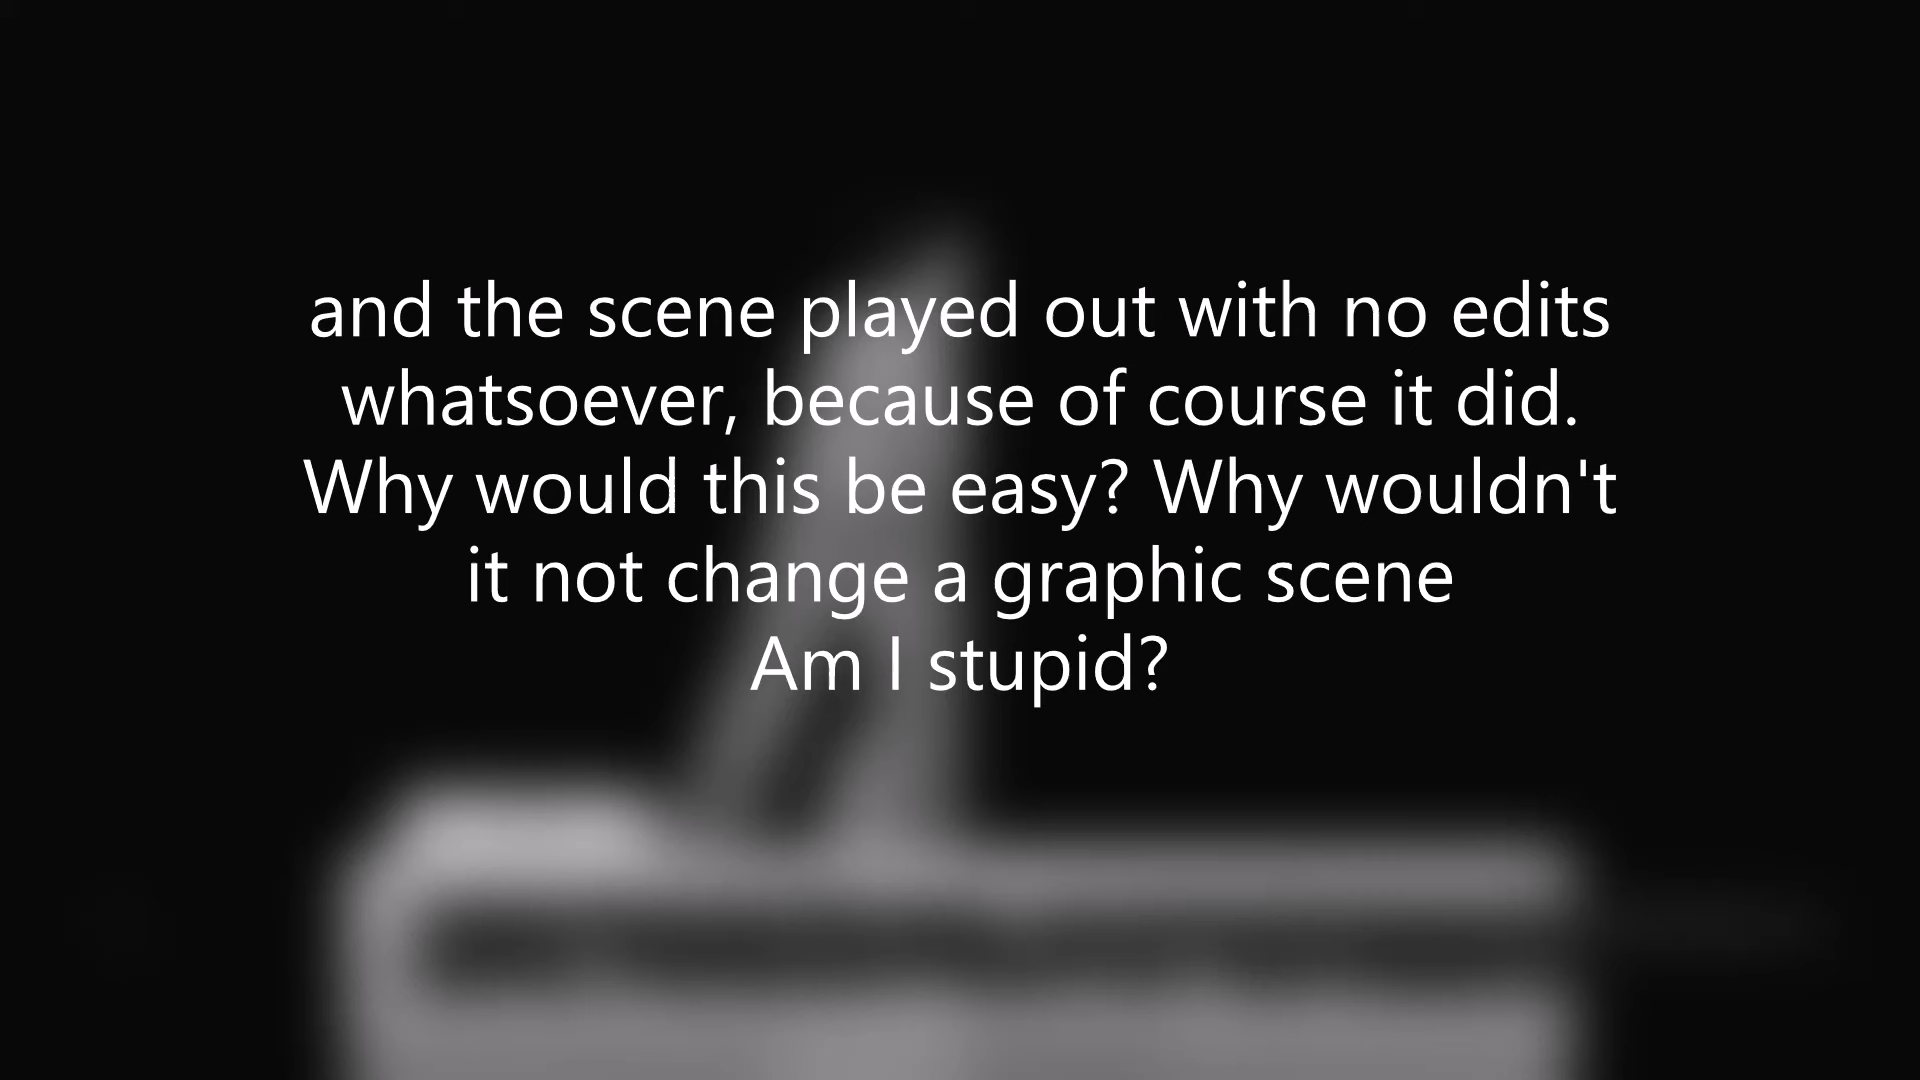 and the scene played out with no edits
whatsoever, because of course it did.
Why would this be easy? Why wouldn't
it not change a graphic scene
Am I stupid?